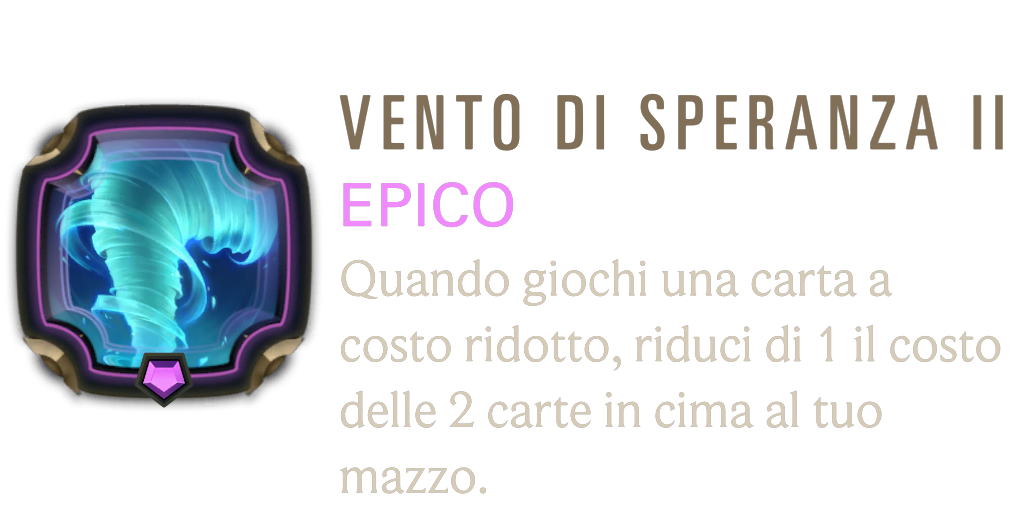 VENTO DI SPERANZA II
EPICO
Quando giochi una carta a
costo ridotto, riduci di 1 il costo
delle 2 carte in cima al tuo
mazzo.